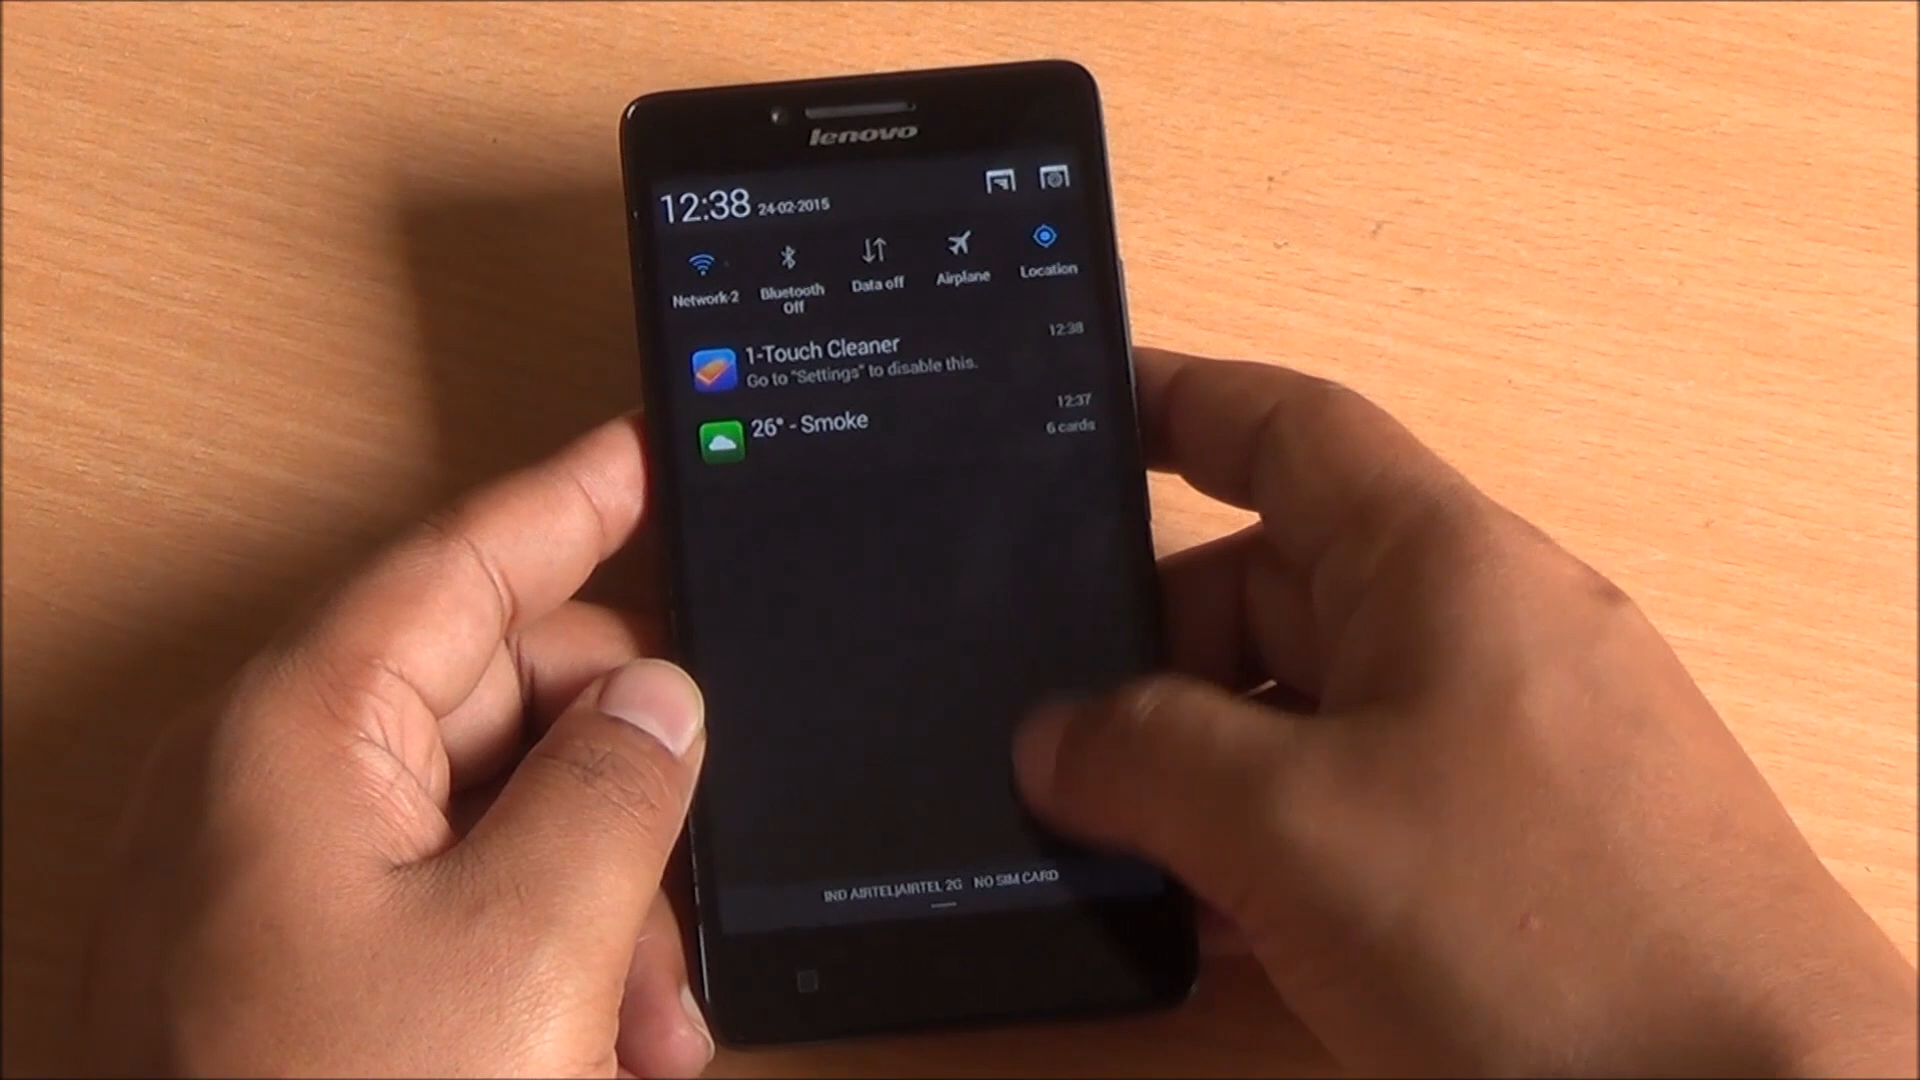 lenovo
12:38 24-02-2015
Network-2
Bluetooth
Off
Data off
Airplane
Location
1-Touch Cleaner 12:38
Go to "Settings" to disable this.
26° - Smoke 12:37
6 cards
IND AIRTEL|AIRTEL 2G NO SIM CARD